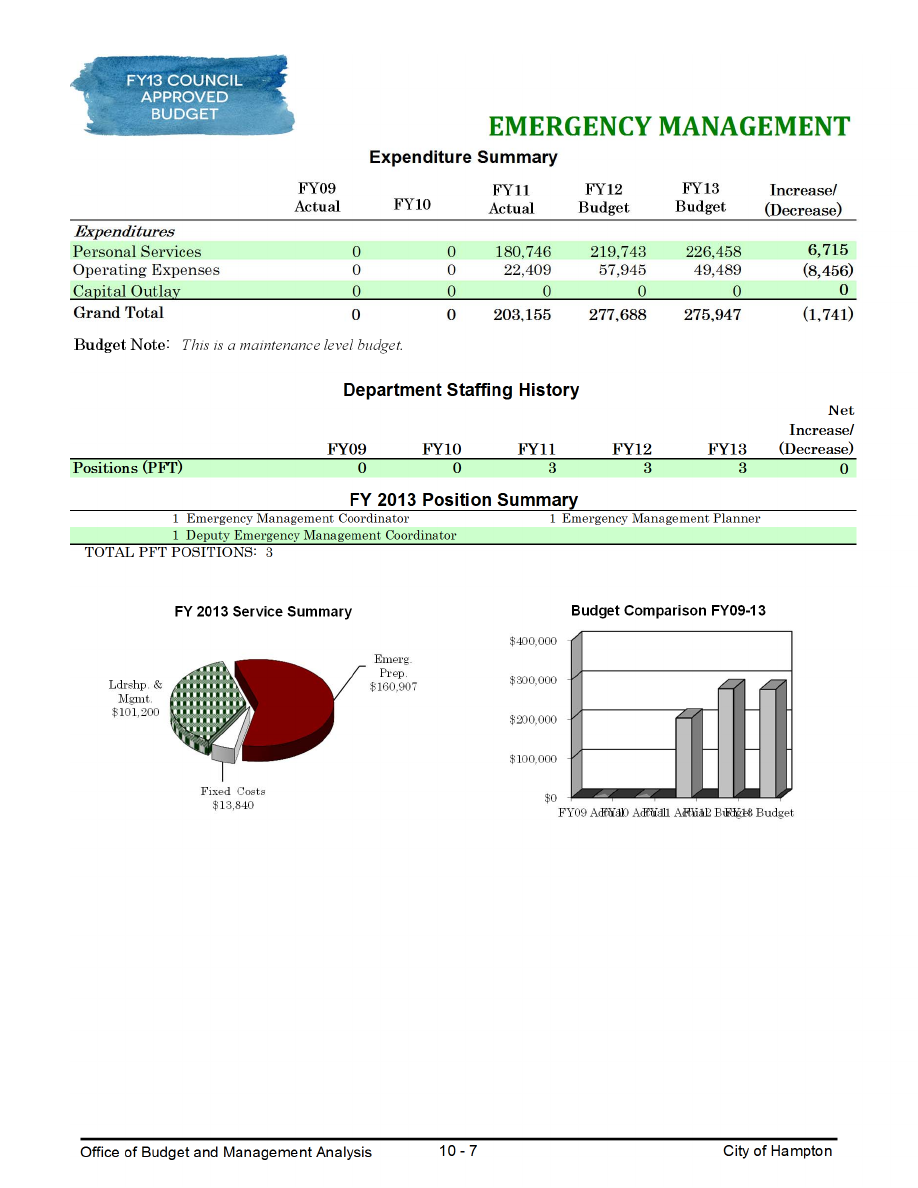 FY13 COUNCIL
APPROVED
BUDGET
EMERGENCY MANAGEMENT
Expenditure Summary
FY09 Actual FY10 FY11 Actual FY12 Budget FY13 Budget Increase/ (Decrease)
Expenditures
Personal Services 0 0 180,746 219,743 226,458 6,715
Operating Expenses 0 0 22,409 57,945 49,489 (8,456)
Capital Outlay 0 0 0 0 0 0
Grand Total 0 0 203,155 277,688 275,947 (1,741)
Budget Note: This is a maintenance level budget.
Department Staffing History
FY09 FY10 FY11 FY12 FY13 Net Increase/ (Decrease)
Positions (PFT) 0 0 3 3 3 0
FY 2013 Position Summary
1 Emergency Management Coordinator 1 Emergency Management Planner
1 Deputy Emergency Management Coordinator
TOTAL PFT POSITIONS: 3
FY 2013 Service Summary
Emerg.
Prep.
$160,907
Ldrshp. &
Mgmt.
$101,200
Fixed Costs
$13,840
Budget Comparison FY09-13
$400,000
$300,000
$200,000
$100,000
$0
FY09 Actual FY10 Actual FY11 Actual FY12 Budget FY13 Budget
Office of Budget and Management Analysis 10 - 7 City of Hampton